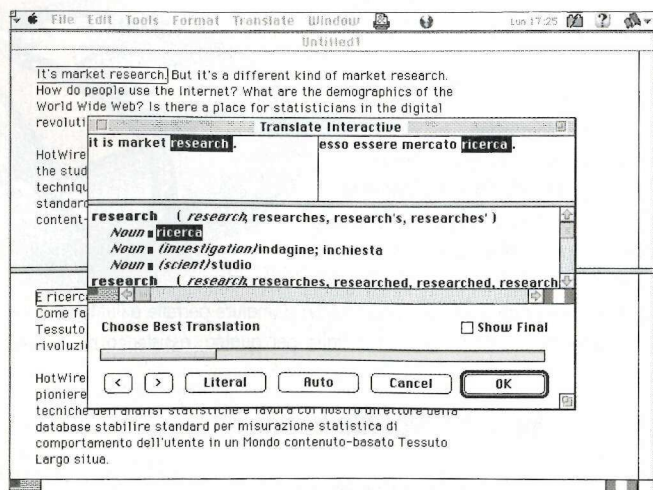 File Edit Tools Format Translate Window Lun 17:25
Untitled1
It's market research. But it's a different kind of market research.
How do people use the Internet? What are the demographics of the
World Wide Web? Is there a place for statisticians in the digital
revoluti
HotWire
the stud
techniqu
standard
content-
Translate Interactive
it is market research.
esso essere mercato ricerca.
research ( research, researches, research's, researches' )
Noun ricerca
Noun (investigation)indagine; inchiesta
Noun (scient)studio
research ( research, researches, researched, researched, research
Choose Best Translation
Show Final
< > Literal Auto Cancel OK
E ricerc
Come fa
Tessuto
rivoluzi
HotWire
pioniere
tecniche dell'analisi statistiche e lavora col nostro direttore della
database stabilire standard per misurazione statistica di
comportamento dell'utente in un Mondo contenuto-basato Tessuto
Largo situa.